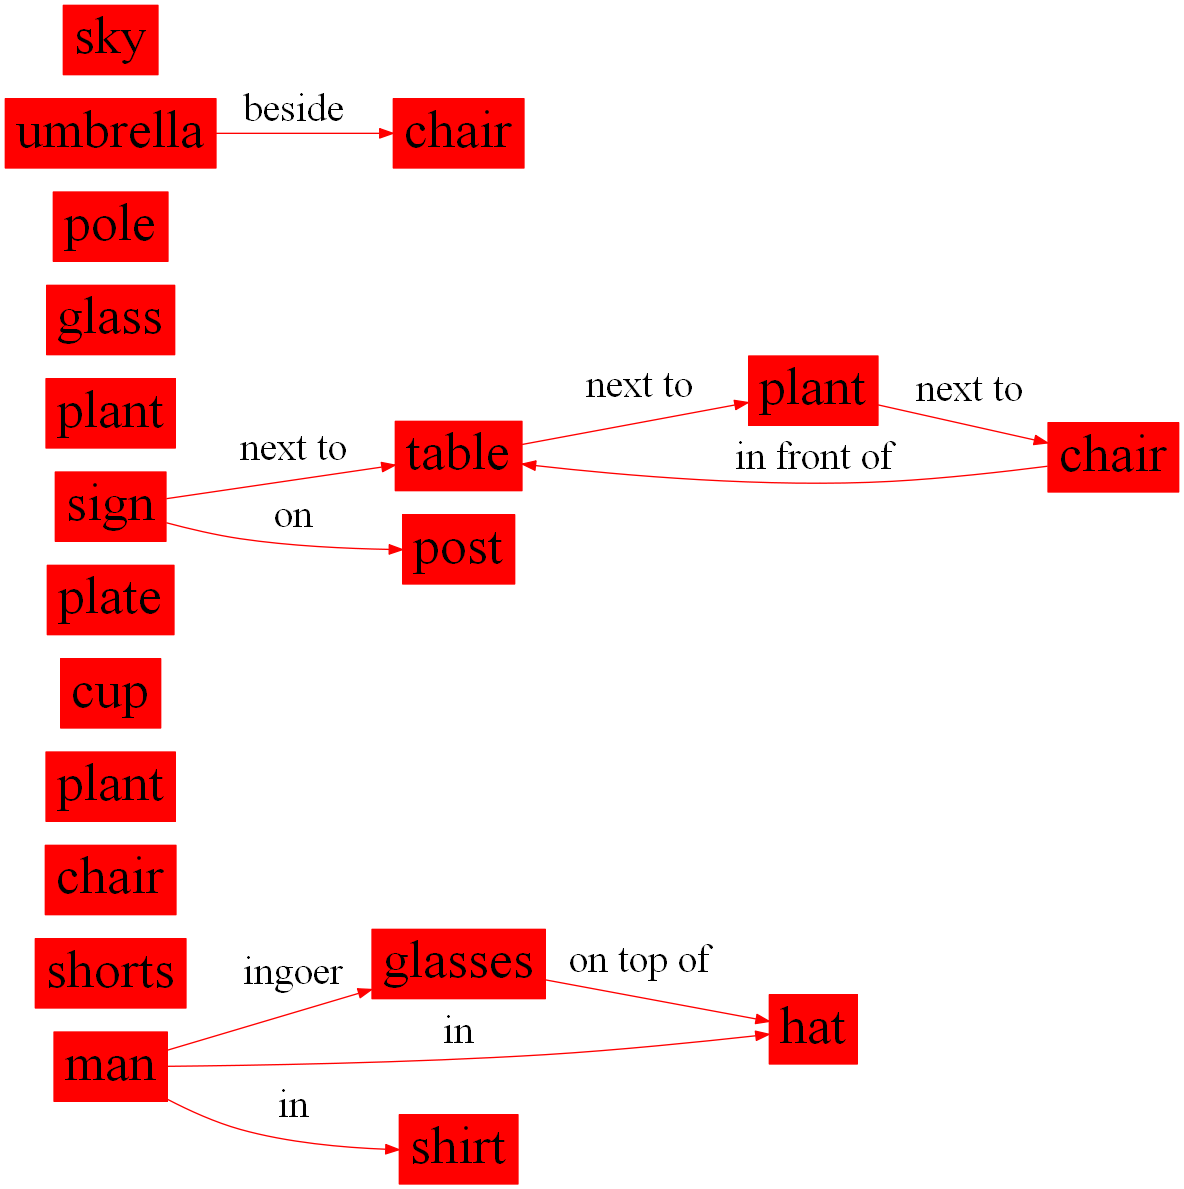 sky
umbrella beside chair
pole
glass
plant
sign next to table next to plant next to chair
in front of
on post
plate
cup
plant
chair
shorts
man ingoer glasses on top of hat
in
in shirt